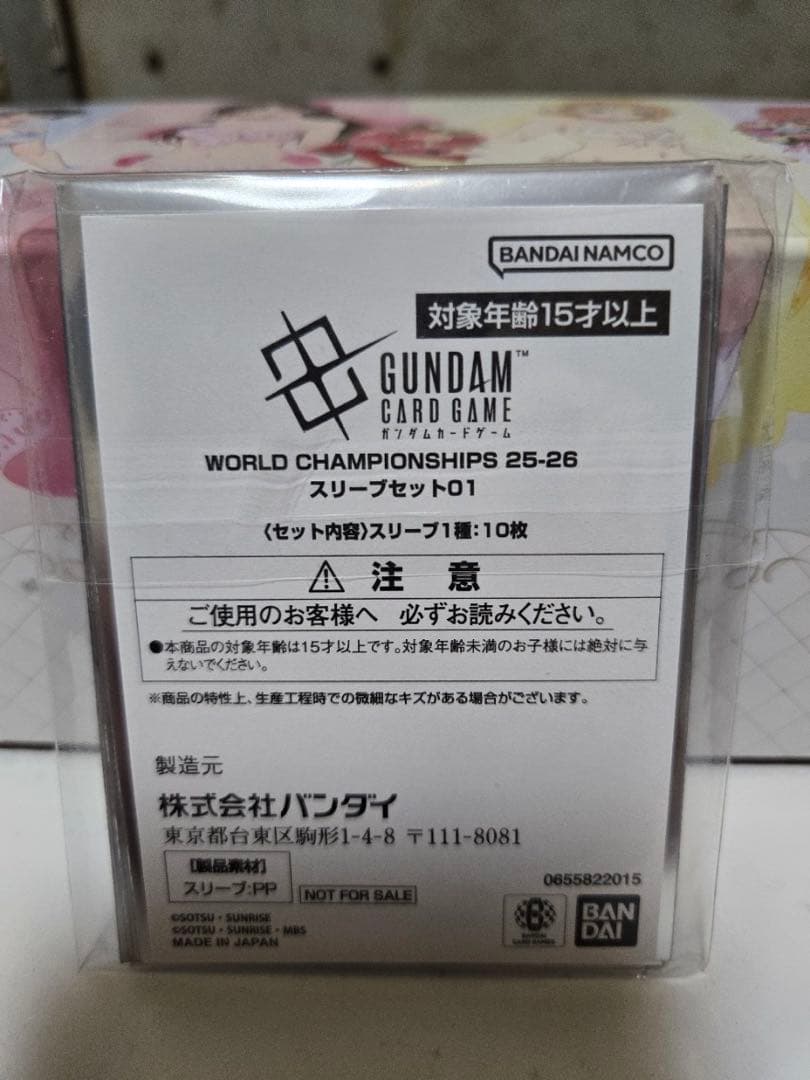 BANDAI NAMCO
対象年齢15才以上
GUNDAM™
CARD GAME
ガンダムカードゲーム
WORLD CHAMPIONSHIPS 25-26
スリーブセット01
〈セット内容〉スリーブ1種:10枚
⚠ 注 意
ご使用のお客様へ 必ずお読みください。
●本商品の対象年齢は15才以上です。対象年齢未満のお子様には絶対に与
えないでください。
※商品の特性上、生産工程時での微細なキズがある場合がございます。
製造元
株式会社バンダイ
東京都台東区駒形1-4-8 〒111-8081
【製品素材】
スリーブ:PP
NOT FOR SALE
0655822015
©SOTSU・SUNRISE
©SOTSU・SUNRISE・MBS
MADE IN JAPAN
BANDAI
CARD GAMES
BAN
DAI